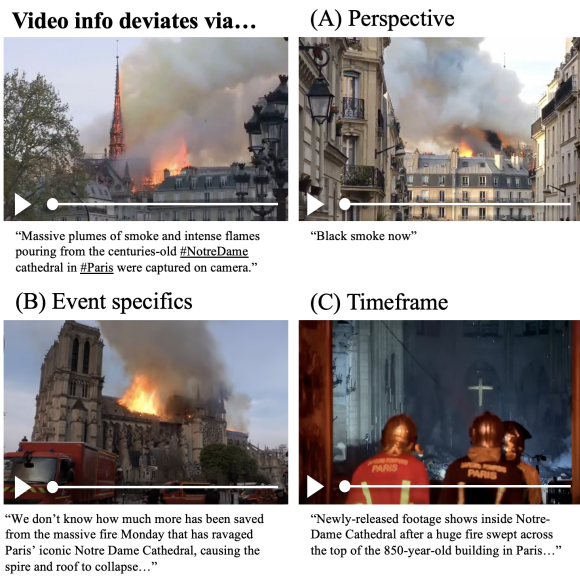 Video info deviates via…
(A) Perspective
“Massive plumes of smoke and intense flames
pouring from the centuries-old #NotreDame
cathedral in #Paris were captured on camera.”
“Black smoke now”
(B) Event specifics
(C) Timeframe
PARIS
PARIS
“We don’t know how much more has been saved
from the massive fire Monday that has ravaged
Paris’ iconic Notre Dame Cathedral, causing the
spire and roof to collapse…”
“Newly-released footage shows inside Notre-
Dame Cathedral after a huge fire swept across
the top of the 850-year-old building in Paris…”